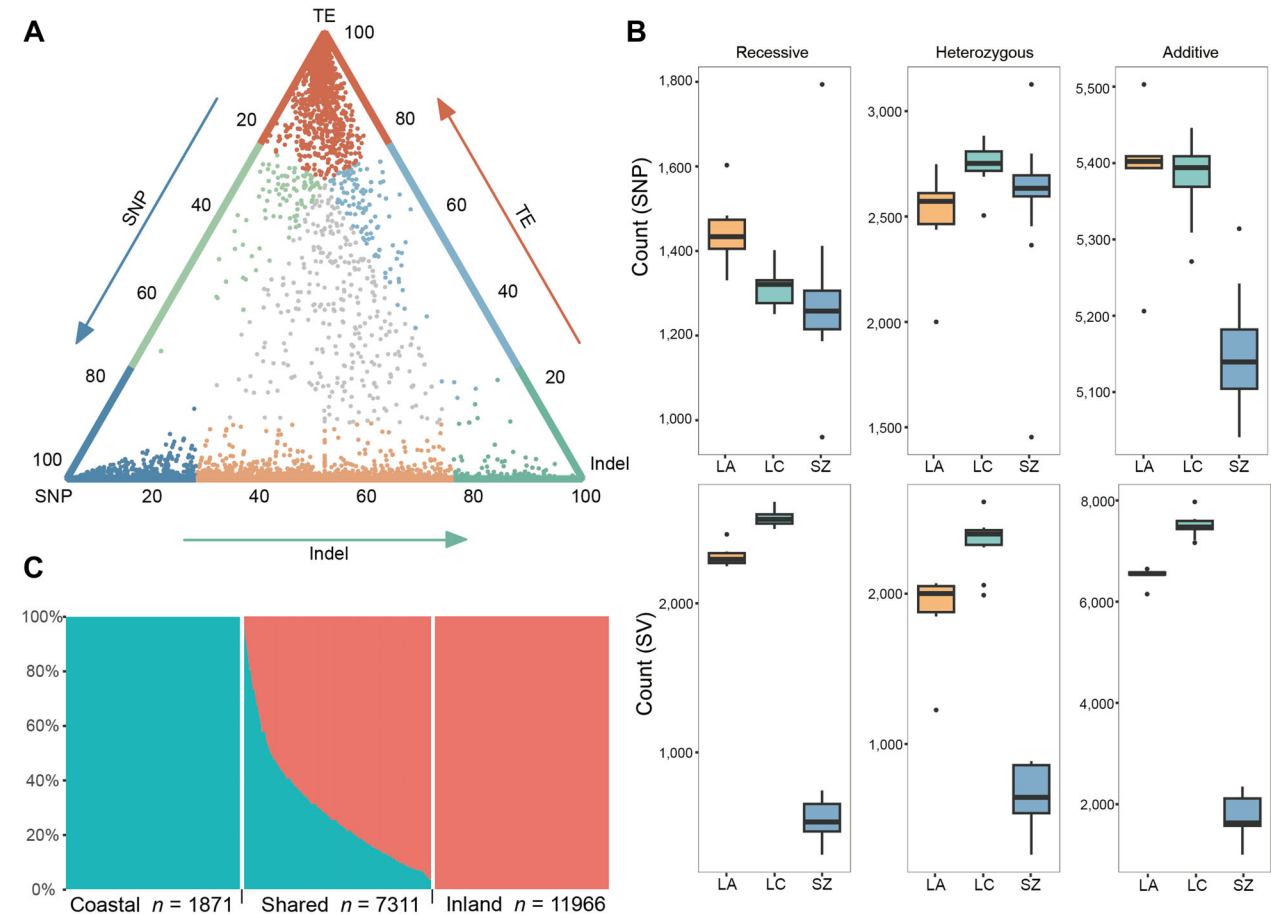 A
TE
100
20
80
SNP
40
60
TE
60
40
80
20
100
Indel
SNP
20
40
60
80
100
Indel
B
Recessive
Heterozygous
Additive
Count (SNP)
1,800
1,600
1,400
1,200
1,000
LA
LC
SZ
3,000
2,500
2,000
1,500
LA
LC
SZ
5,500
5,400
5,300
5,200
5,100
LA
LC
SZ
Count (SV)
2,000
1,000
LA
LC
SZ
2,000
1,000
LA
LC
SZ
8,000
6,000
4,000
2,000
LA
LC
SZ
C
100%
80%
60%
40%
20%
0%
Coastal n = 1871
Shared n = 7311
Inland n = 11966